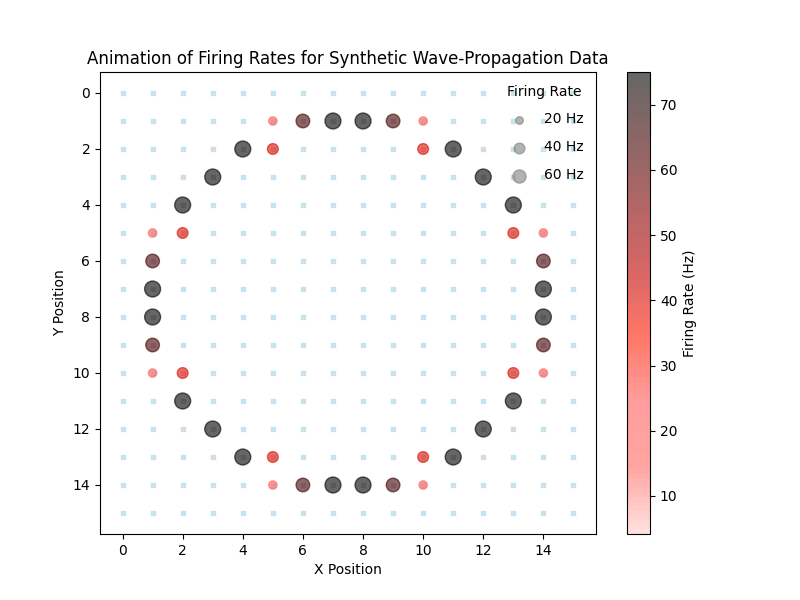 Animation of Firing Rates for Synthetic Wave-Propagation Data
Firing Rate
20 Hz
40 Hz
60 Hz
0
2
4
6
8
10
12
14
Y Position
0 2 4 6 8 10 12 14
X Position
70
60
50
40
30
20
10
Firing Rate (Hz)